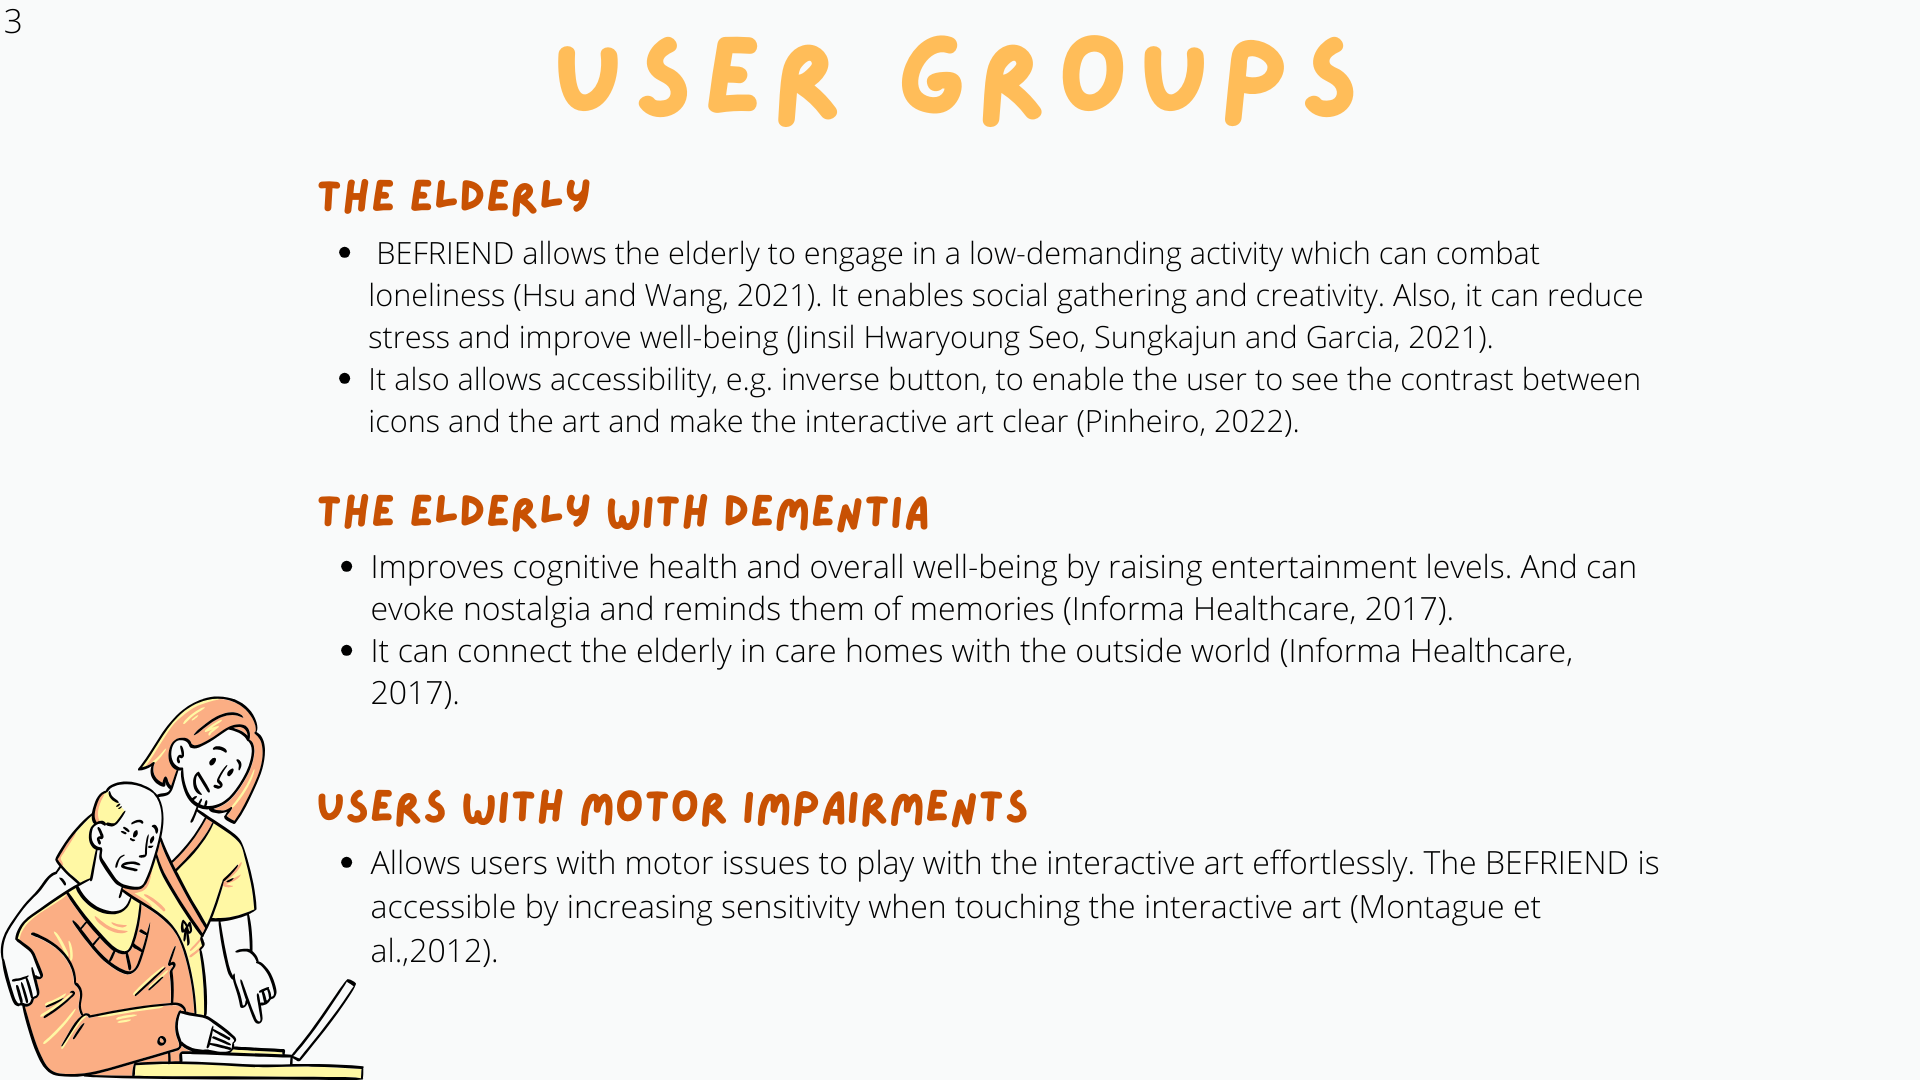 3
USER GROUPS
THE ELDERLY
• BEFRIEND allows the elderly to engage in a low-demanding activity which can combat
loneliness (Hsu and Wang, 2021). It enables social gathering and creativity. Also, it can reduce
stress and improve well-being (Jinsil Hwaryoung Seo, Sungkajun and Garcia, 2021).
• It also allows accessibility, e.g. inverse button, to enable the user to see the contrast between
icons and the art and make the interactive art clear (Pinheiro, 2022).
THE ELDERLY WITH DEMENTIA
• Improves cognitive health and overall well-being by raising entertainment levels. And can
evoke nostalgia and reminds them of memories (Informa Healthcare, 2017).
• It can connect the elderly in care homes with the outside world (Informa Healthcare,
2017).
USERS WITH MOTOR IMPAIRMENTS
• Allows users with motor issues to play with the interactive art effortlessly. The BEFRIEND is
accessible by increasing sensitivity when touching the interactive art (Montague et
al.,2012).